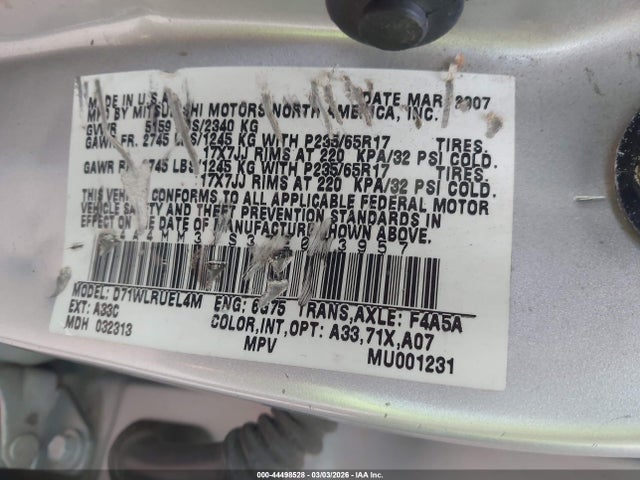 MADE IN U.S.A. DATE MAR 2007
MFG BY MITSUBISHI MOTORS NORTH AMERICA, INC.
GVWR 5159 LBS/2340 KG
GAWR FR. 2745 LBS/1245 KG WITH P235/65R17 TIRES.
17X7JJ RIMS AT 220 KPA/32 PSI COLD.
GAWR RR. 2745 LBS/1245 KG WITH P235/65R17 TIRES.
17X7JJ RIMS AT 220 KPA/32 PSI COLD.
THIS VEHICLE CONFORMS TO ALL APPLICABLE FEDERAL MOTOR
VEHICLE SAFETY AND THEFT PREVENTION STANDARDS IN
EFFECT ON THE DATE OF MANUFACTURE SHOWN ABOVE.
MODEL: D71WLRUEL4M ENG: 6G75 TRANS,AXLE: F4A5A
EXT: A33C COLOR,INT,OPT: A33,71X,A07
MDH 032313 MPV MU001231
000-44498528 - 03/03/2026 - IAA Inc.